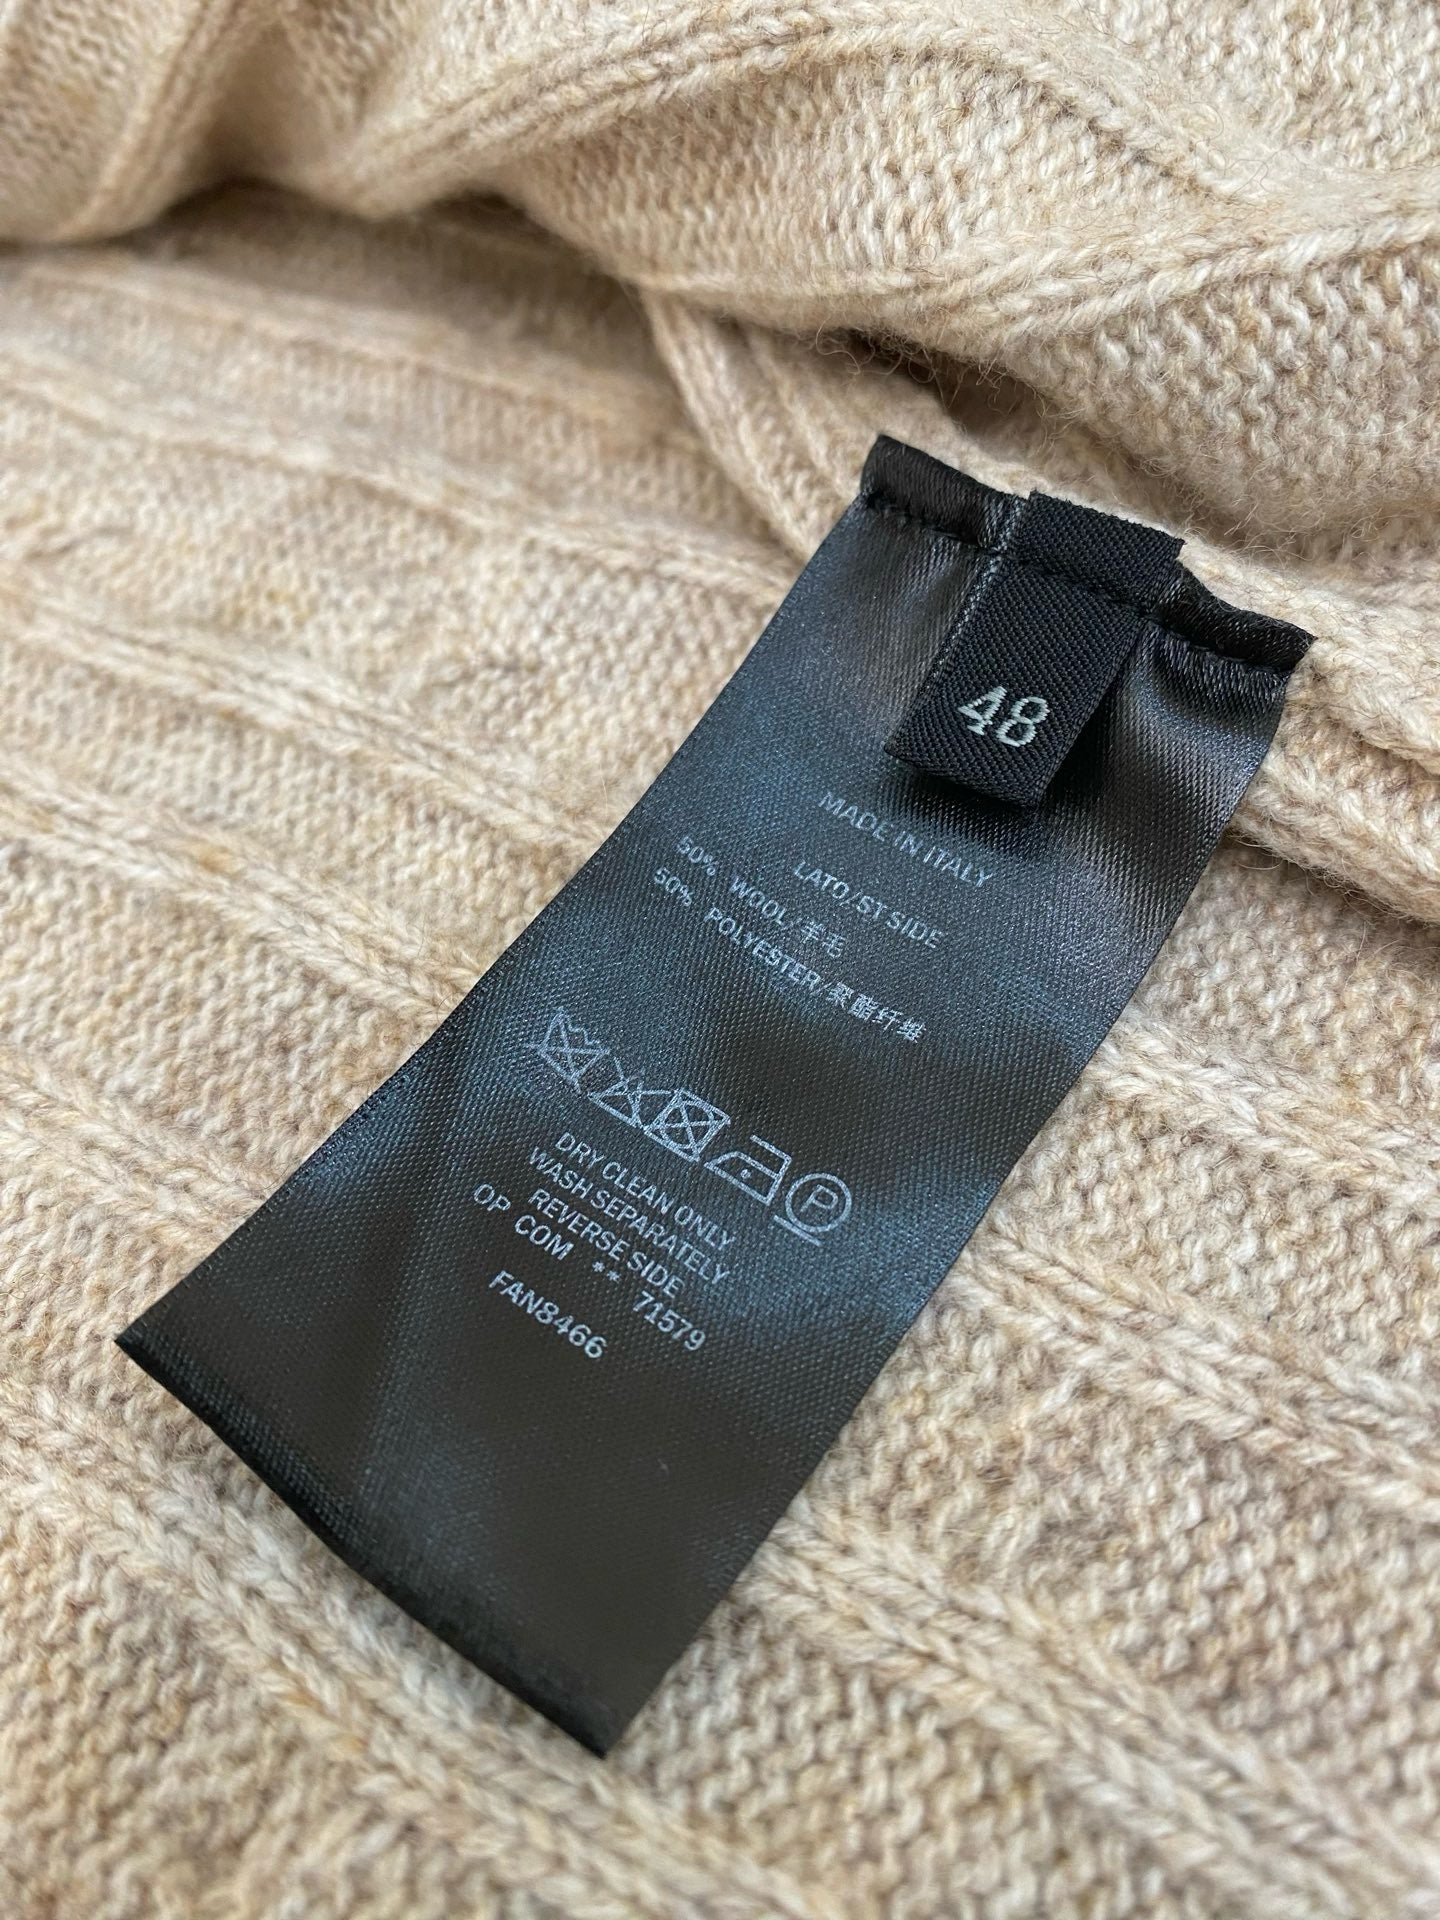 48
MADE IN ITALY
LATO/ST SIDE
50% WOOL/羊毛
50% POLYESTER/聚酯纤维
P
DRY CLEAN ONLY
WASH SEPARATELY
REVERSE SIDE
OP COM ** 71579
FAN8466